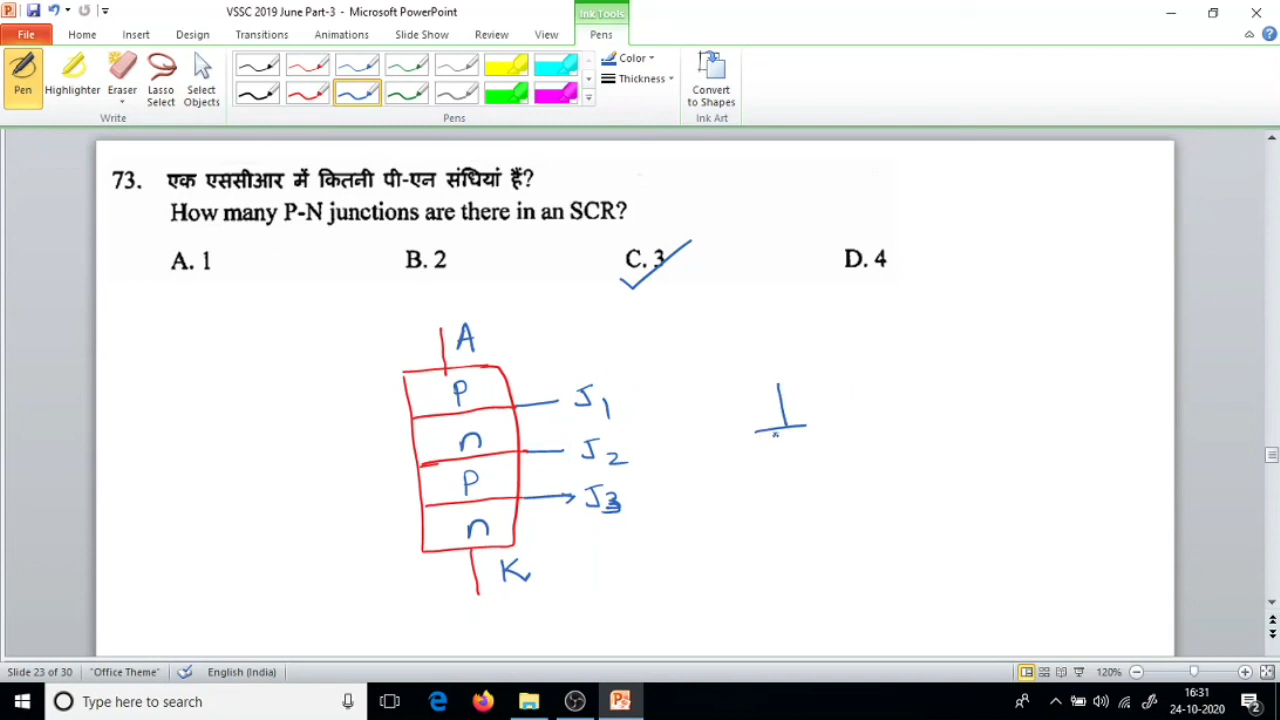 VSSC 2019 June Part-3 - Microsoft PowerPoint
Ink Tools
File Home Insert Design Transitions Animations Slide Show Review View Pens
Pen Highlighter Eraser Lasso Select Select Objects
Color
Thickness
Convert to Shapes
Write Pens Ink Art
73. एक एससीआर में कितनी पी-एन संधियां हैं?
How many P-N junctions are there in an SCR?
A. 1 B. 2 C. 3 D. 4
A
P
J1
n
J2
P
J3
n
K
Slide 23 of 30 "Office Theme" English (India) 120%
Type here to search
16:31
24-10-2020
2